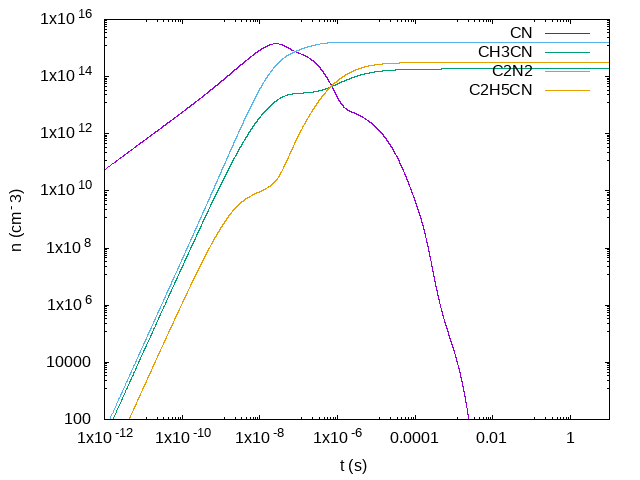 1x10^16
1x10^14
1x10^12
1x10^10
1x10^8
1x10^6
10000
100
n (cm^-3)
CN
CH3CN
C2N2
C2H5CN
1x10^-12 1x10^-10 1x10^-8 1x10^-6 0.0001 0.01 1
t (s)